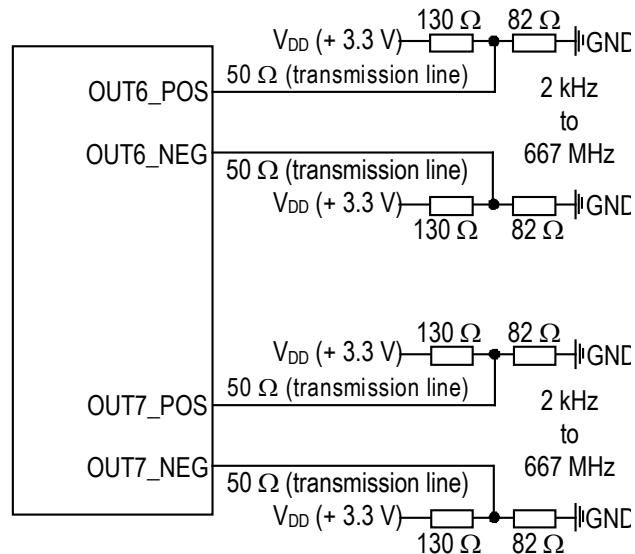 130 Ω 82 Ω
VDD (+ 3.3 V) GND
50 Ω (transmission line)
OUT6_POS
2 kHz
to
667 MHz
OUT6_NEG
50 Ω (transmission line)
VDD (+ 3.3 V) GND
130 Ω 82 Ω
130 Ω 82 Ω
VDD (+ 3.3 V) GND
50 Ω (transmission line)
OUT7_POS
2 kHz
to
667 MHz
OUT7_NEG
50 Ω (transmission line)
VDD (+ 3.3 V) GND
130 Ω 82 Ω